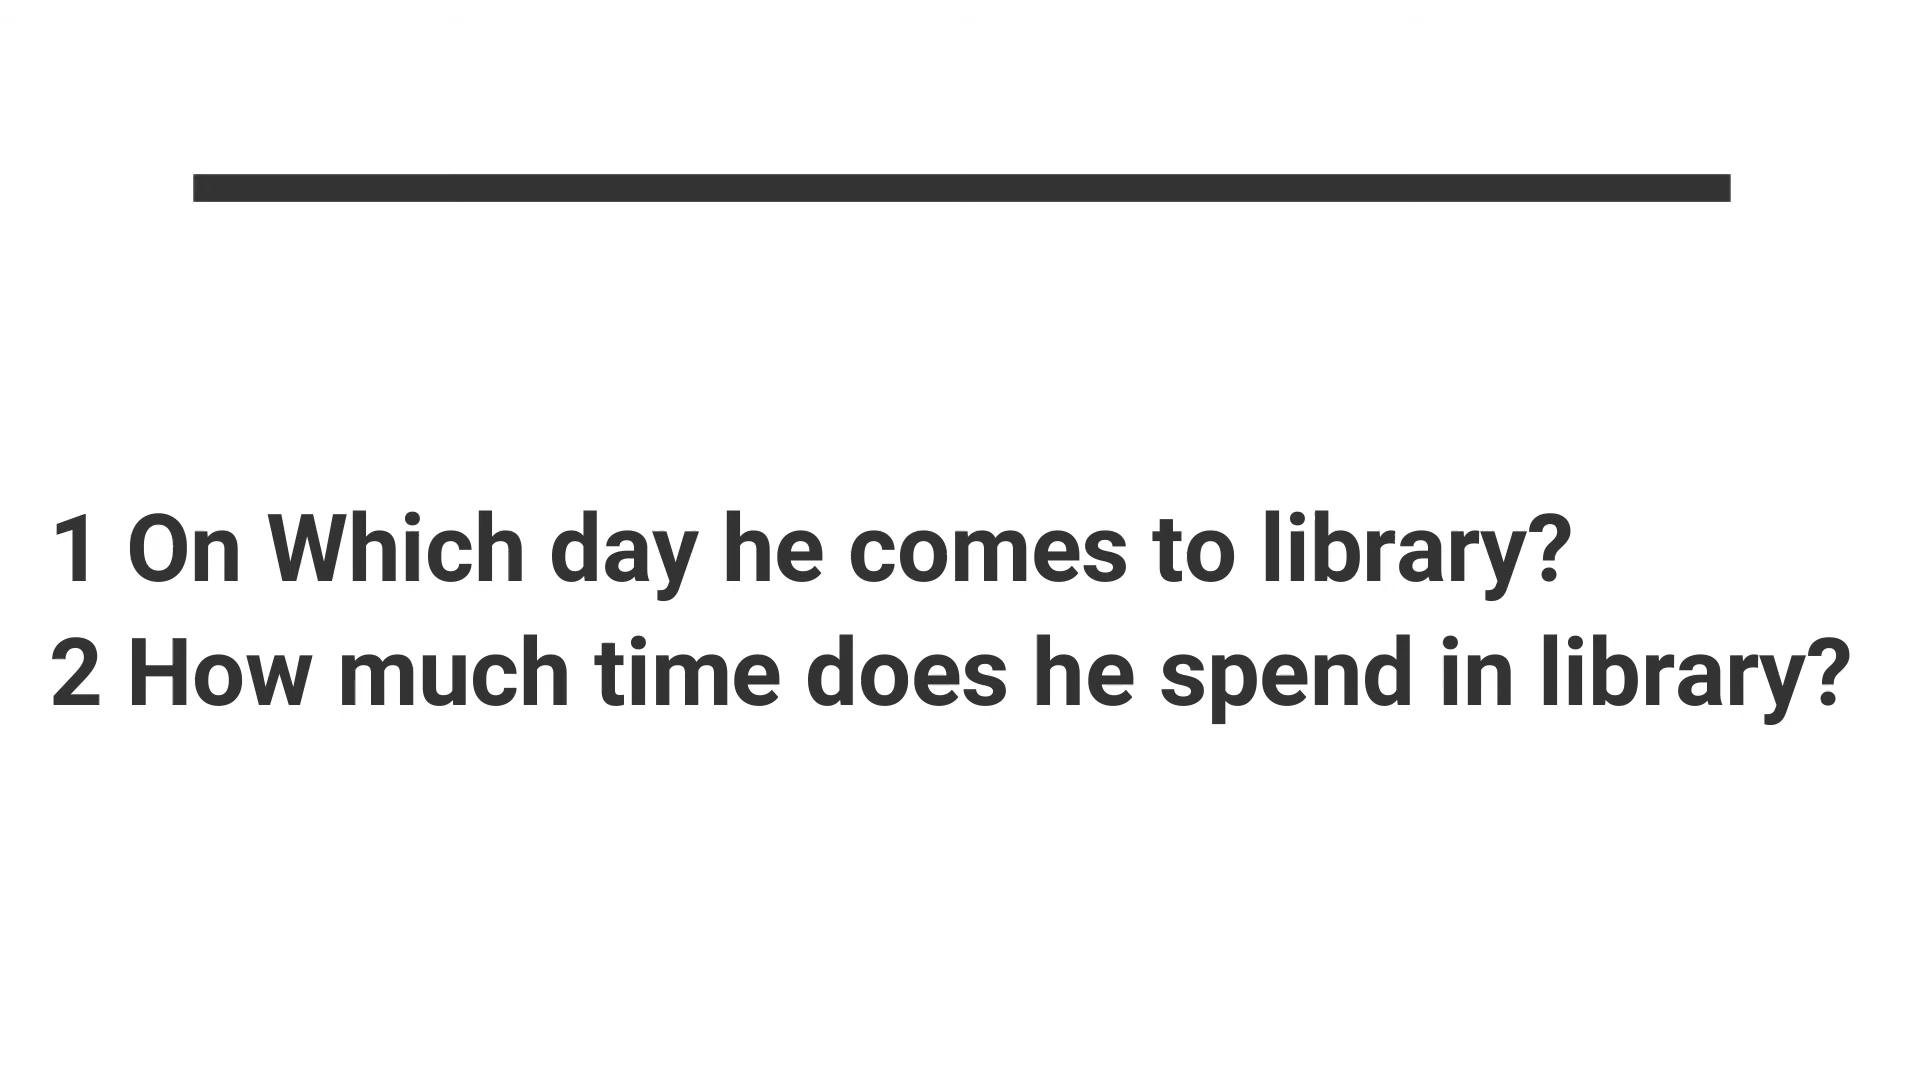 1 On Which day he comes to library?
2 How much time does he spend in library?